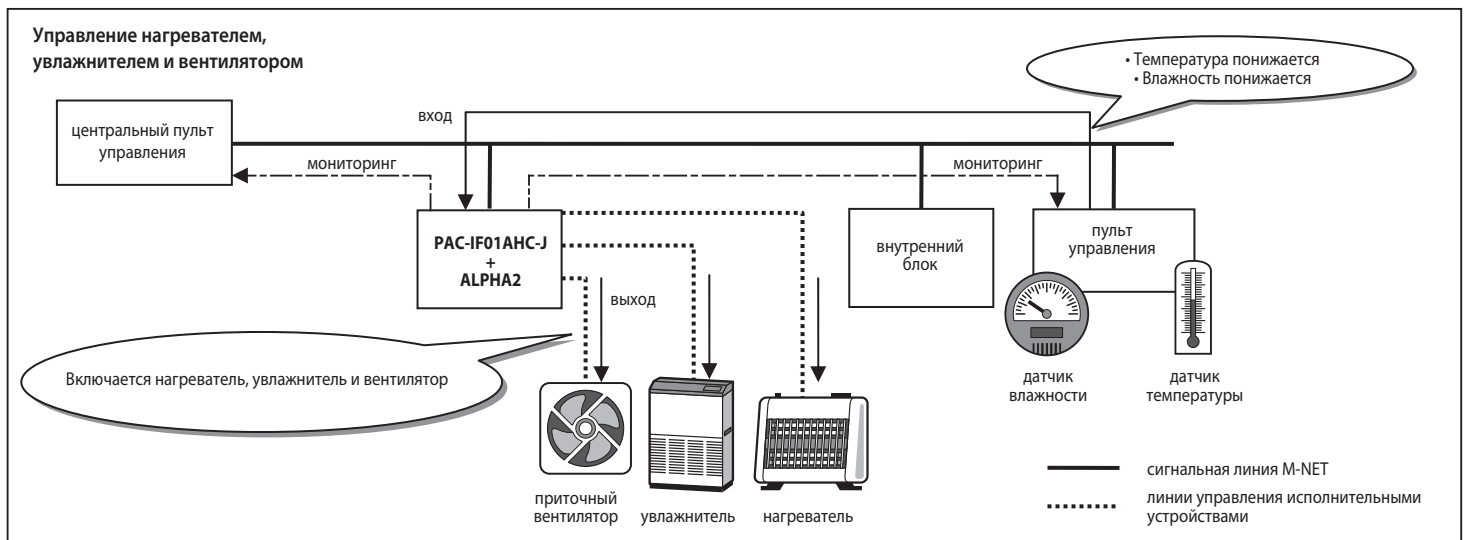 Управление нагревателем,
увлажнителем и вентилятором
• Температура понижается
• Влажность понижается
вход
центральный пульт
управления
мониторинг
мониторинг
PAC-IF01AHC-J
+
ALPHA2
внутренний
блок
пульт
управления
выход
Включается нагреватель, увлажнитель и вентилятор
датчик
влажности
датчик
температуры
приточный
вентилятор
увлажнитель
нагреватель
сигнальная линия M-NET
линии управления исполнительными
устройствами